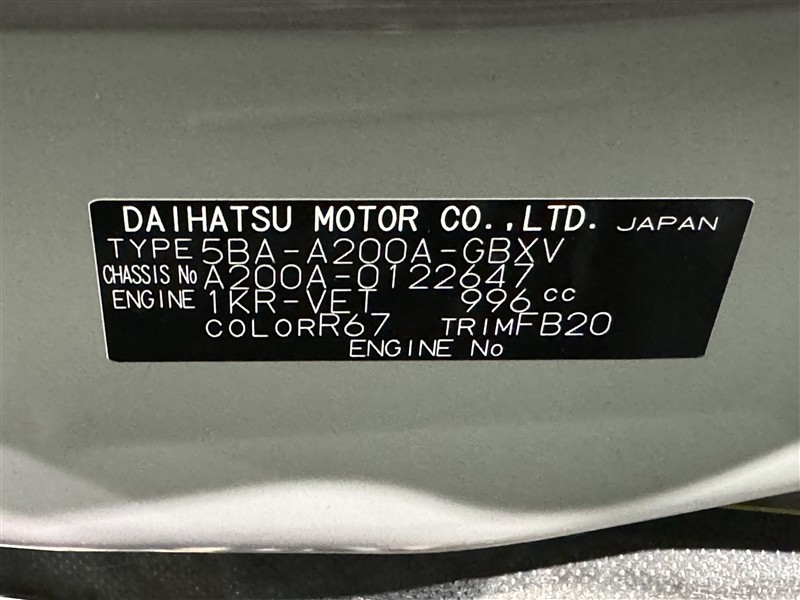 DAIHATSU MOTOR CO.,LTD. JAPAN
TYPE 5BA-A200A-GBXV
CHASSIS No A200A-0122647
ENGINE 1KR-VET 996 cc
COLOR R67 TRIM FB20
ENGINE No